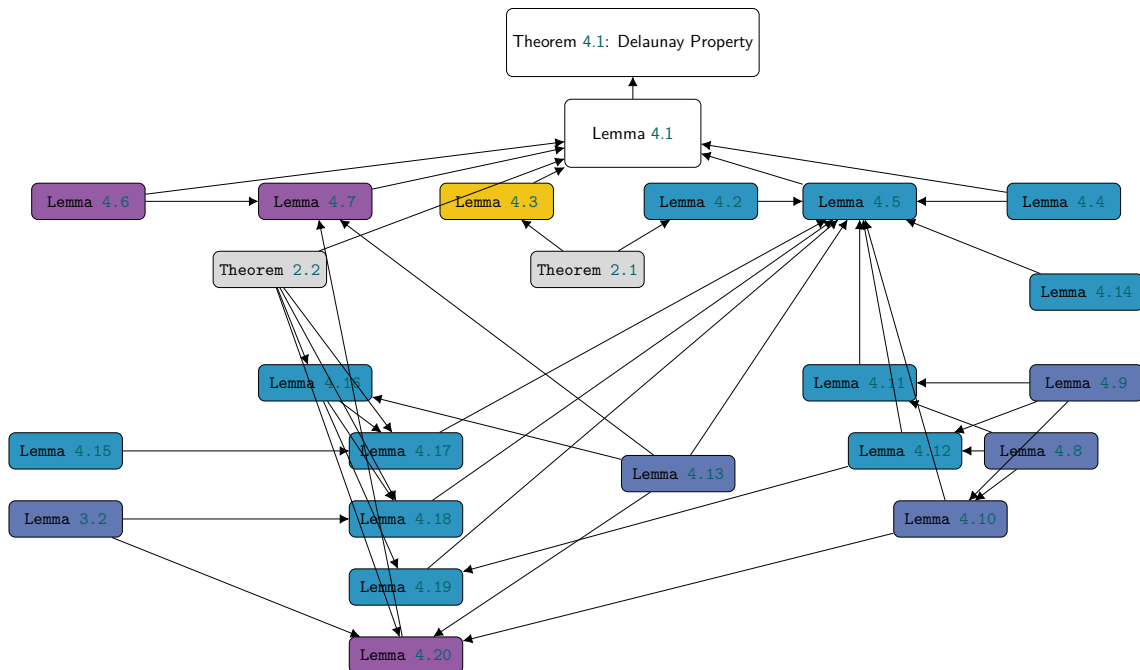 Theorem 4.1: Delaunay Property
Lemma 4.1
Lemma 4.6
Lemma 4.7
Lemma 4.3
Lemma 4.2
Lemma 4.5
Lemma 4.4
Theorem 2.2
Theorem 2.1
Lemma 4.14
Lemma 4.16
Lemma 4.11
Lemma 4.9
Lemma 4.15
Lemma 4.17
Lemma 4.12
Lemma 4.8
Lemma 4.13
Lemma 3.2
Lemma 4.18
Lemma 4.10
Lemma 4.19
Lemma 4.20